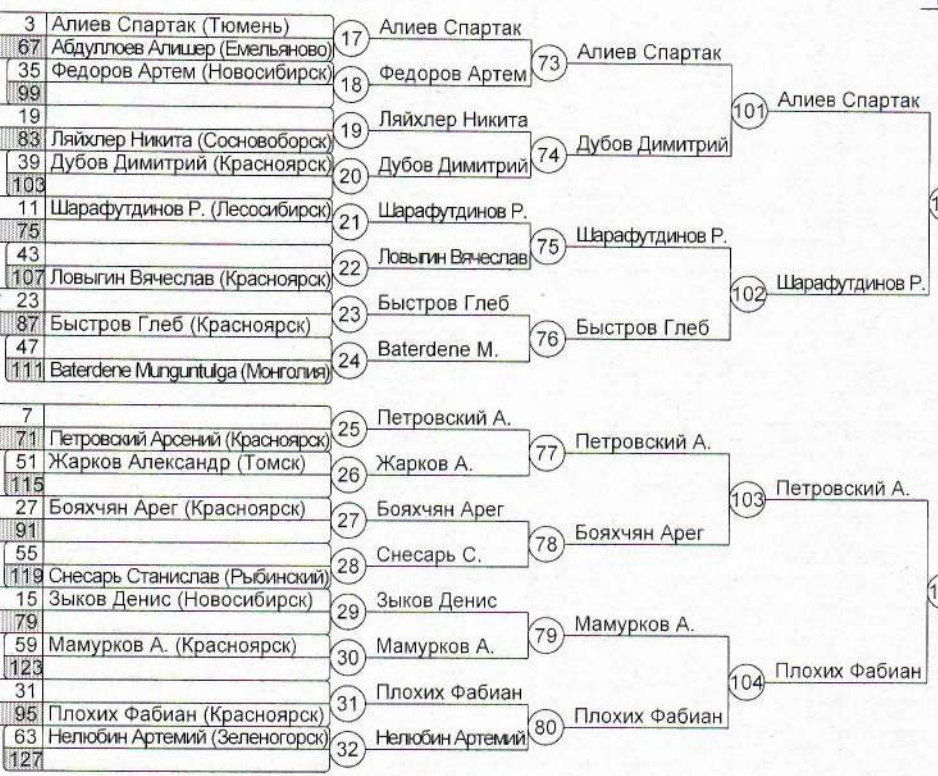 3 Алиев Спартак (Тюмень)
67 Абдуллоев Алишер (Емельяново)
17 Алиев Спартак
35 Федоров Артем (Новосибирск)
99
18 Федоров Артем
73 Алиев Спартак
19
83 Ляйхлер Никита (Сосновоборск)
19 Ляйхлер Никита
39 Дубов Димитрий (Красноярск)
103
20 Дубов Димитрий
74 Дубов Димитрий
101 Алиев Спартак
11 Шарафутдинов Р. (Лесосибирск)
75
21 Шарафутдинов Р.
43
107 Ловыгин Вячеслав (Красноярск)
22 Ловыгин Вячеслав
75 Шарафутдинов Р.
23
87 Быстров Глеб (Красноярск)
23 Быстров Глеб
47
111 Baterdene Munguntulga (Монголия)
24 Baterdene M.
76 Быстров Глеб
102 Шарафутдинов Р.
7
71 Петровский Арсений (Красноярск)
25 Петровский А.
51 Жарков Александр (Томск)
115
26 Жарков А.
77 Петровский А.
27 Бояхчян Арег (Красноярск)
91
27 Бояхчян Арег
55
119 Снесарь Станислав (Рыбинский)
28 Снесарь С.
78 Бояхчян Арег
103 Петровский А.
15 Зыков Денис (Новосибирск)
79
29 Зыков Денис
59 Мамурков А. (Красноярск)
123
30 Мамурков А.
79 Мамурков А.
31
95 Плохих Фабиан (Красноярск)
31 Плохих Фабиан
63 Нелюбин Артемий (Зеленогорск)
127
32 Нелюбин Артемий
80 Плохих Фабиан
104 Плохих Фабиан